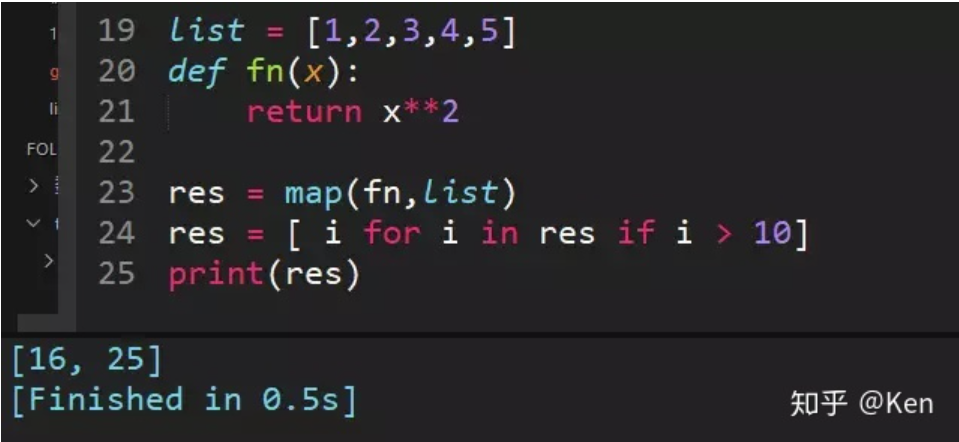 19 list = [1,2,3,4,5]
20 def fn(x):
21 return x**2
22
FOL
23 res = map(fn,list)
24 res = [ i for i in res if i > 10]
25 print(res)
[16, 25]
[Finished in 0.5s]
知乎 @Ken